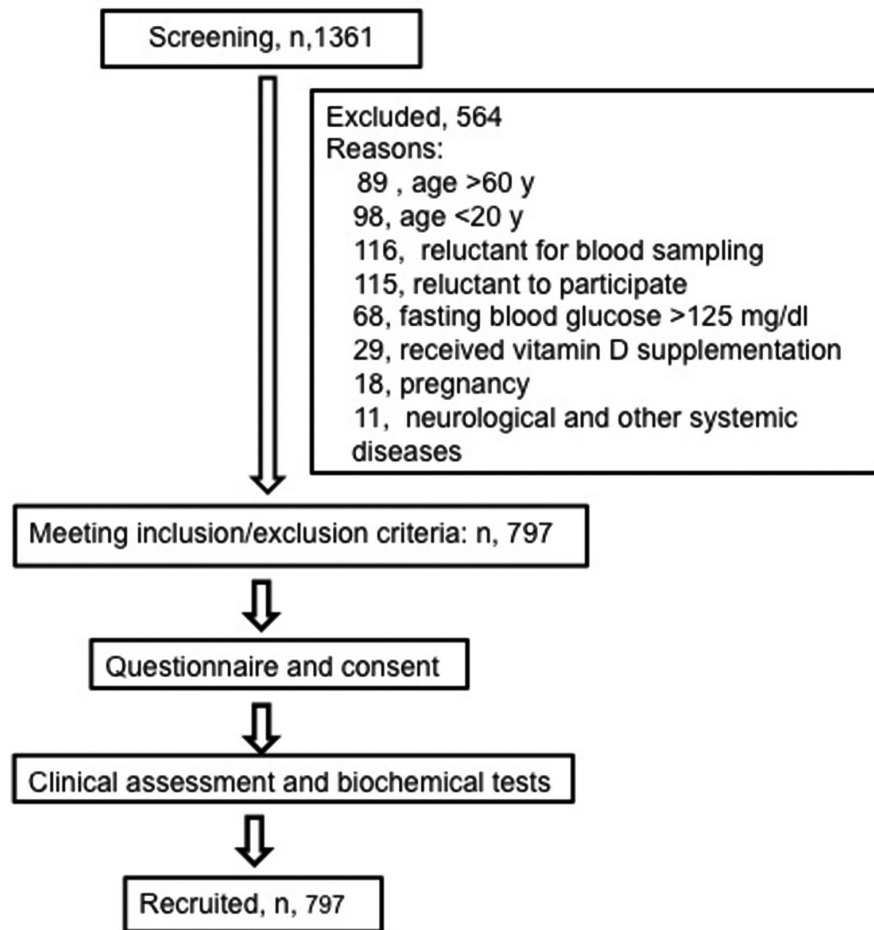 Screening, n,1361
Excluded, 564
Reasons:
89 , age >60 y
98, age <20 y
116, reluctant for blood sampling
115, reluctant to participate
68, fasting blood glucose >125 mg/dl
29, received vitamin D supplementation
18, pregnancy
11, neurological and other systemic
diseases
Meeting inclusion/exclusion criteria: n, 797
Questionnaire and consent
Clinical assessment and biochemical tests
Recruited, n, 797